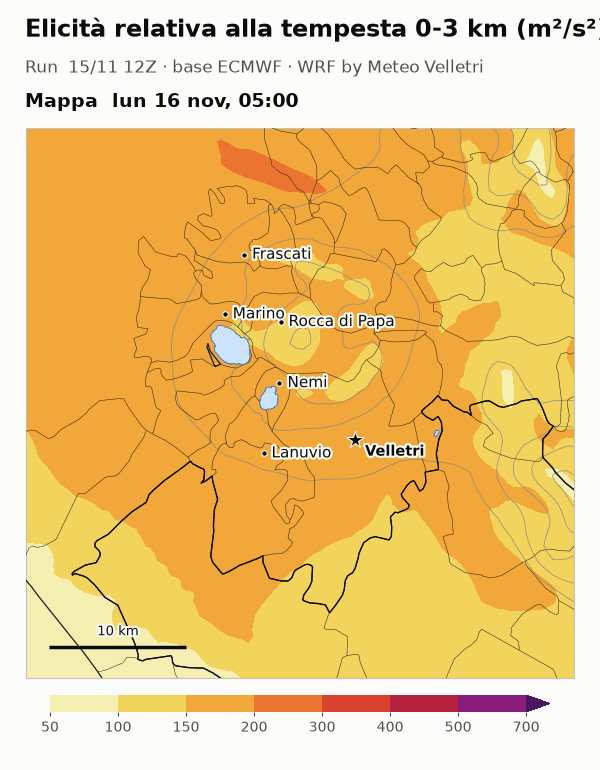 Elicità relativa alla tempesta 0-3 km (m²/s²)
Run 15/11 12Z · base ECMWF · WRF by Meteo Velletri
Mappa lun 16 nov, 05:00
Frascati
Marino
Rocca di Papa
Nemi
Velletri
Lanuvio
10 km
50 100 150 200 300 400 500 700